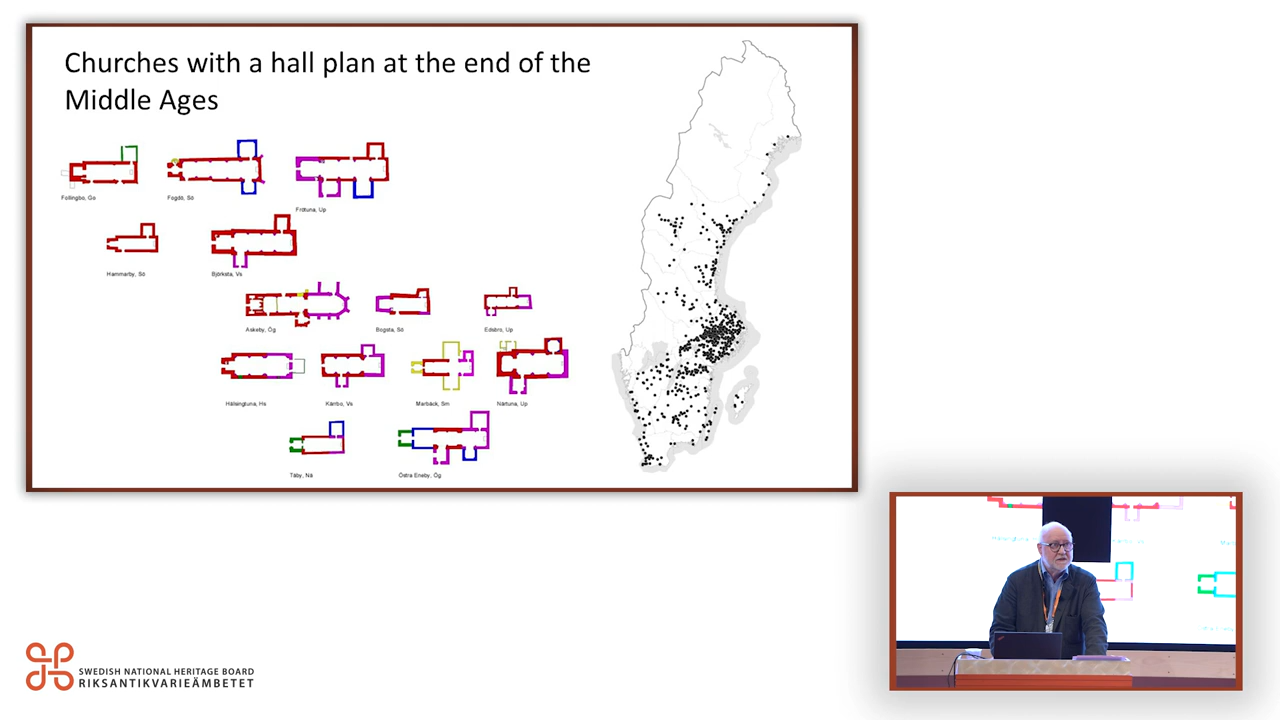 Churches with a hall plan at the end of the
Middle Ages
Follingbo, Go
Fogdö, Sö
Frötuna, Up
Hammarby, Sö
Björksta, Vs
Askeby, Ög
Bogsta, Sö
Edsbro, Up
Hälsingtuna, Hs
Kärrbo, Vs
Marbäck, Sm
Närtuna, Up
Täby, Nä
Östra Eneby, Ög
SWEDISH NATIONAL HERITAGE BOARD
RIKSANTIKVARIEÄMBETET